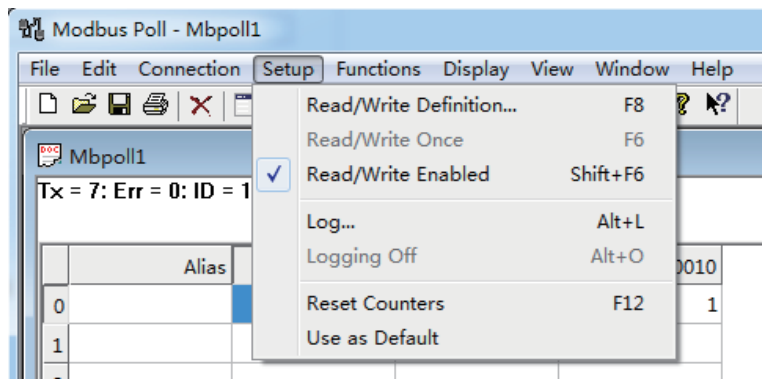 Modbus Poll - Mbpoll1
File Edit Connection Setup Functions Display View Window Help
Read/Write Definition... F8
Read/Write Once F6
Mbpoll1
Read/Write Enabled Shift+F6
Tx = 7: Err = 0: ID = 1
Log... Alt+L
Logging Off Alt+O
Alias 0010
0 Reset Counters F12 1
1 Use as Default